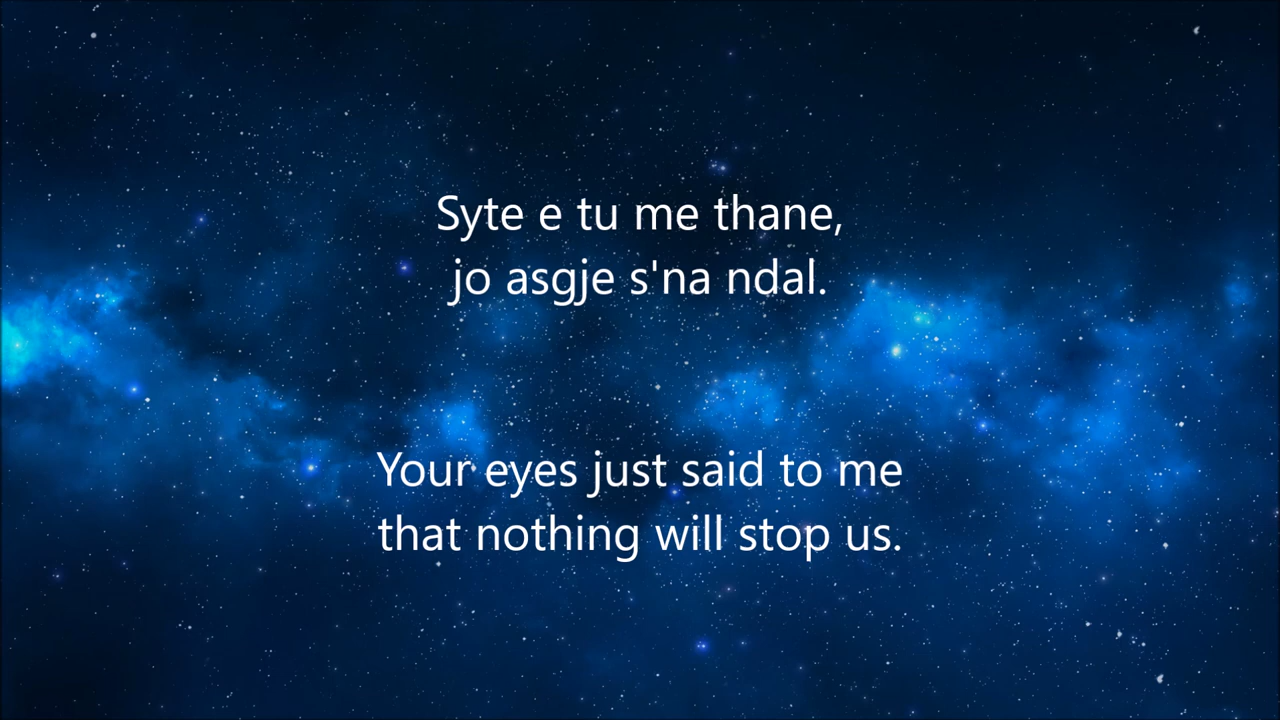 Syte e tu me thane,
jo asgje s'na ndal.
Your eyes just said to me
that nothing will stop us.